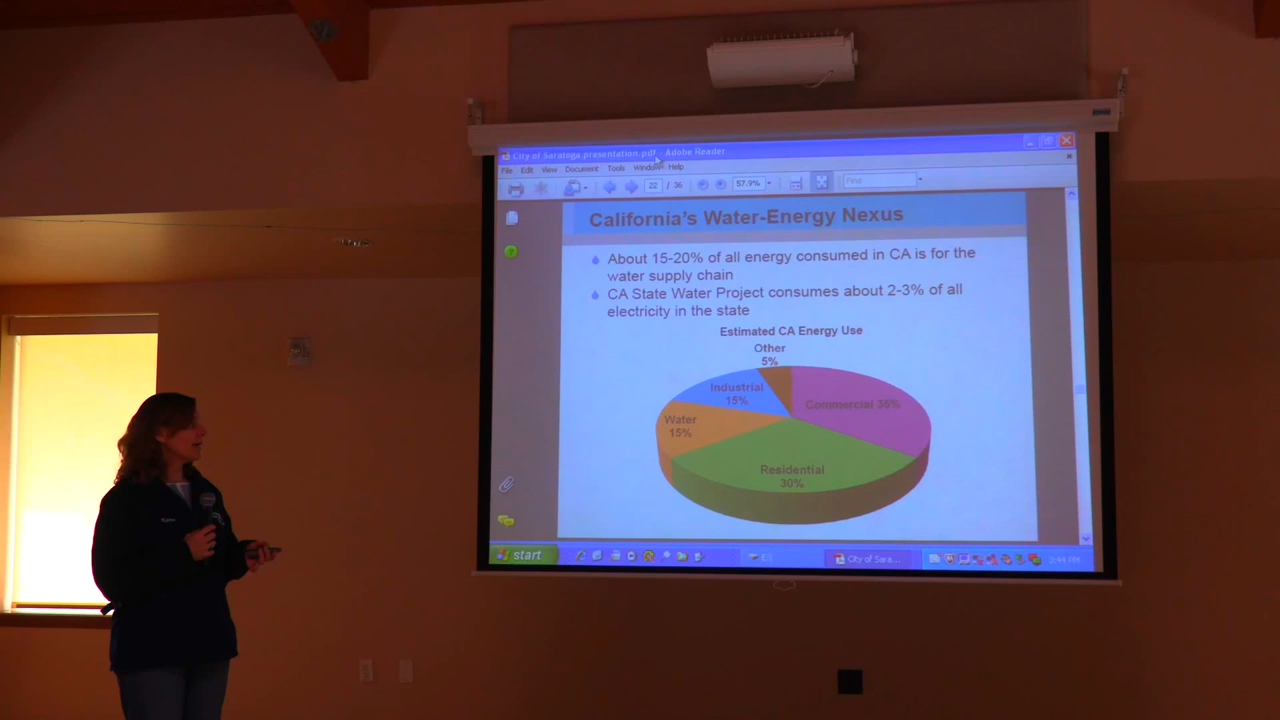 City of Saratoga presentation.pdf - Adobe Reader
File Edit View Document Tools Window Help
22 / 36 57.9% Find
California's Water-Energy Nexus
About 15-20% of all energy consumed in CA is for the
water supply chain
CA State Water Project consumes about 2-3% of all
electricity in the state
Estimated CA Energy Use
Other
5%
Industrial
15%
Commercial 35%
Water
15%
Residential
30%
start
City of Sara...
3:44 PM